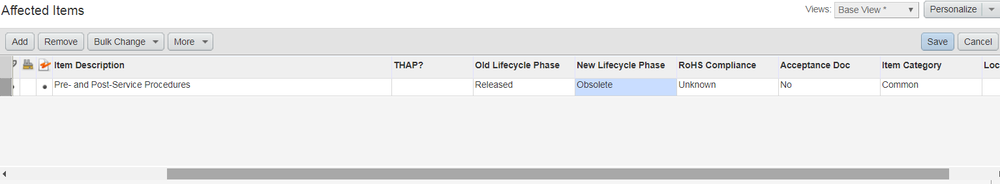 Affected Items
Views: Base View * Personalize
Add Remove Bulk Change More Save Cancel
Item Description THAP? Old Lifecycle Phase New Lifecycle Phase RoHS Compliance Acceptance Doc Item Category Loc
Pre- and Post-Service Procedures Released Obsolete Unknown No Common